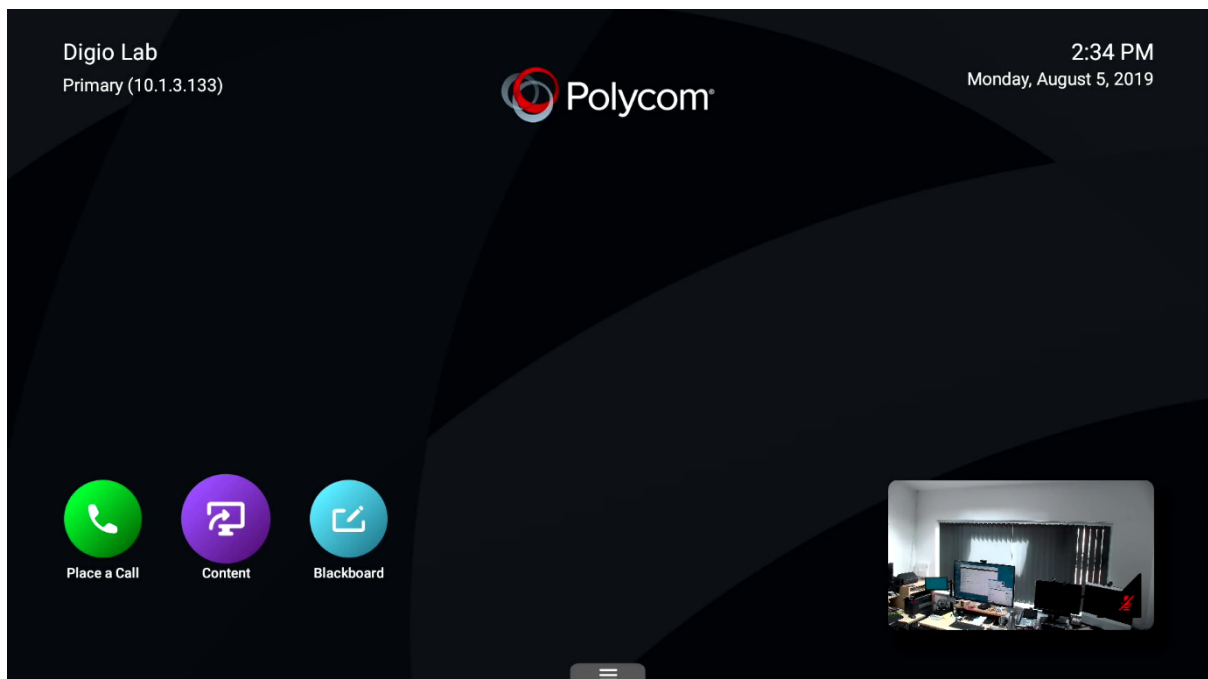 Digio Lab
Primary (10.1.3.133)
Polycom®
2:34 PM
Monday, August 5, 2019
Place a Call
Content
Blackboard